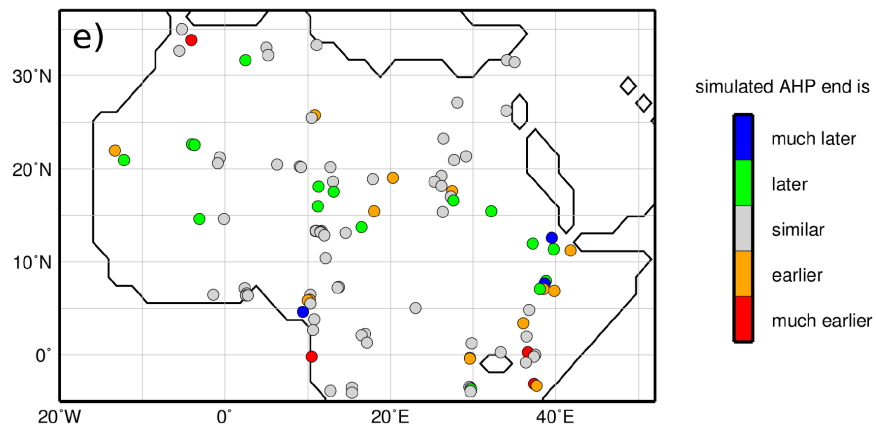 e)
30°N
20°N
10°N
0°
20°W
0°
20°E
40°E
simulated AHP end is
much later
later
similar
earlier
much earlier